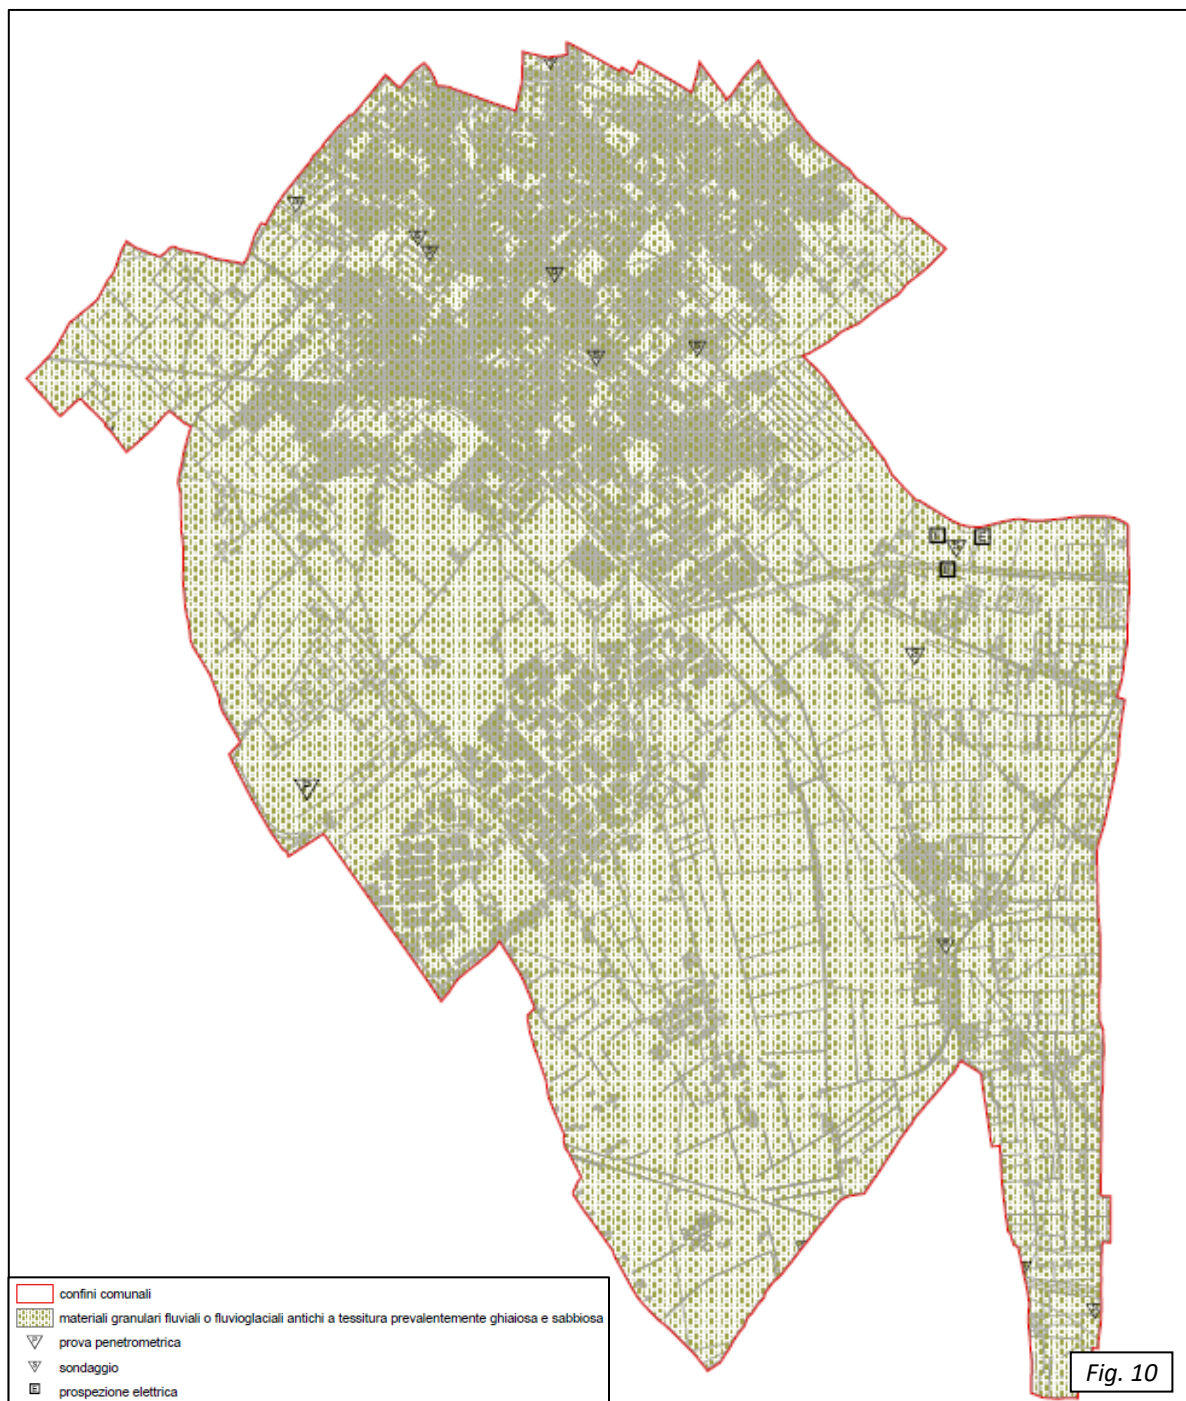 confini comunali
materiali granulari fluviali o fluvioglaciali antichi a tessitura prevalentemente ghiaiosa e sabbiosa
P
prova penetrometrica
S
sondaggio
E
prospezione elettrica
Fig. 10